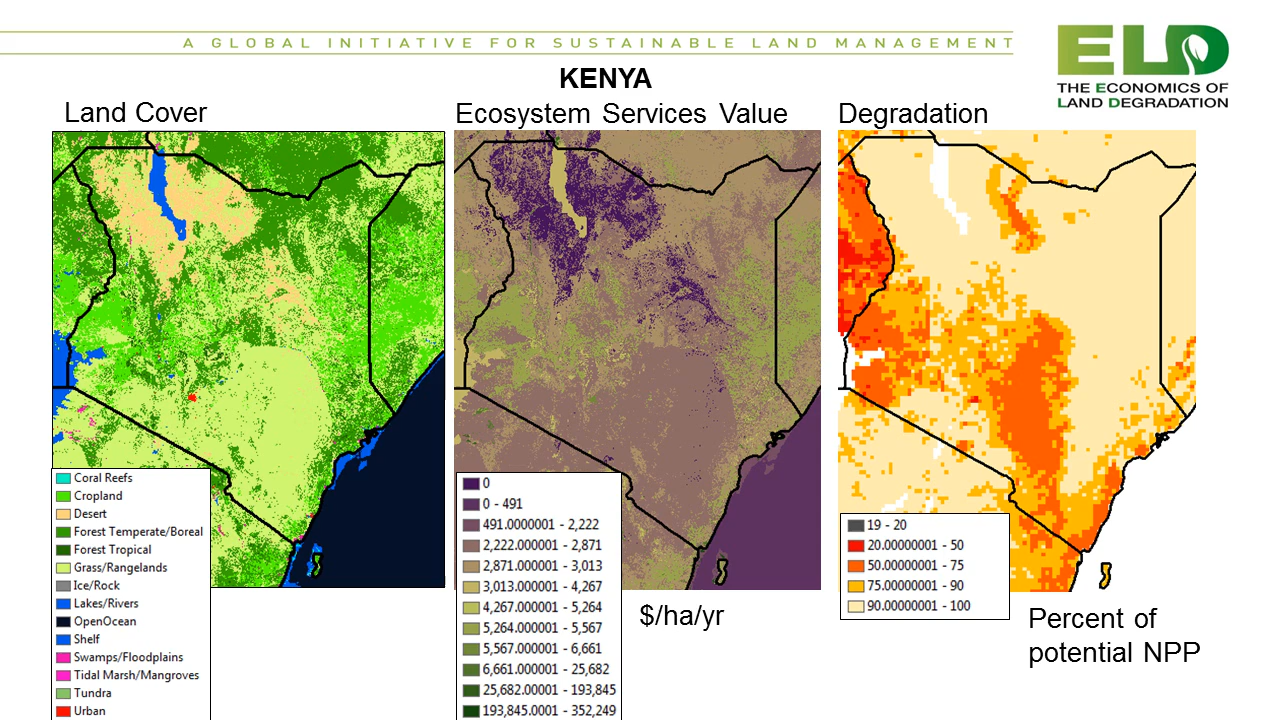 A GLOBAL INITIATIVE FOR SUSTAINABLE LAND MANAGEMENT
ELD
THE ECONOMICS OF
LAND DEGRADATION
KENYA
Land Cover
Ecosystem Services Value
Degradation
Coral Reefs
Cropland
Desert
Forest Temperate/Boreal
Forest Tropical
Grass/Rangelands
Ice/Rock
Lakes/Rivers
OpenOcean
Shelf
Swamps/Floodplains
Tidal Marsh/Mangroves
Tundra
Urban
0
0 - 491
491.0000001 - 2,222
2,222.000001 - 2,871
2,871.000001 - 3,013
3,013.000001 - 4,267
4,267.000001 - 5,264
5,264.000001 - 5,567
5,567.000001 - 6,661
6,661.000001 - 25,682
25,682.00001 - 193,845
193,845.0001 - 352,249
$/ha/yr
19 - 20
20.00000001 - 50
50.00000001 - 75
75.00000001 - 90
90.00000001 - 100
Percent of
potential NPP